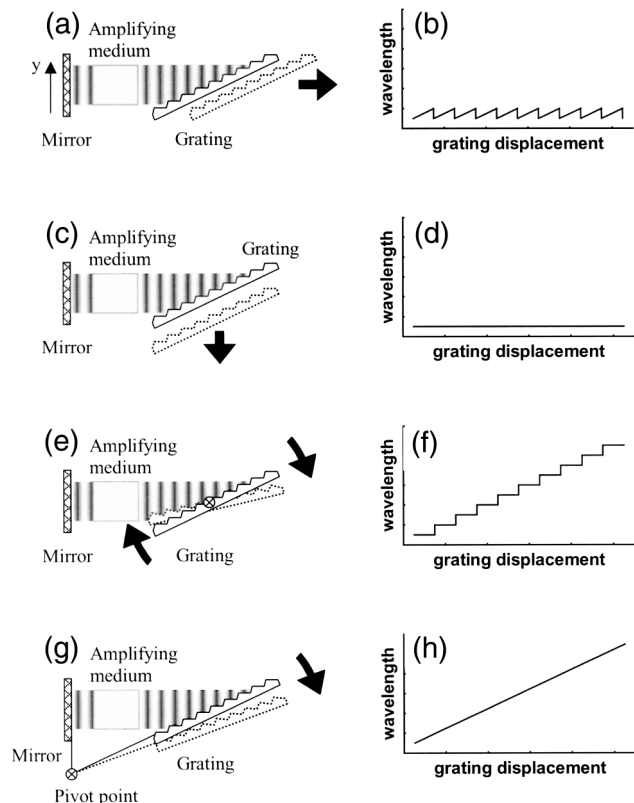 (a)
Amplifying
medium
y
Mirror
Grating
(b)
wavelength
grating displacement
(c)
Amplifying
medium
Grating
Mirror
(d)
wavelength
grating displacement
(e)
Amplifying
medium
Mirror
Grating
(f)
wavelength
grating displacement
(g)
Amplifying
medium
Mirror
Grating
Pivot point
(h)
wavelength
grating displacement